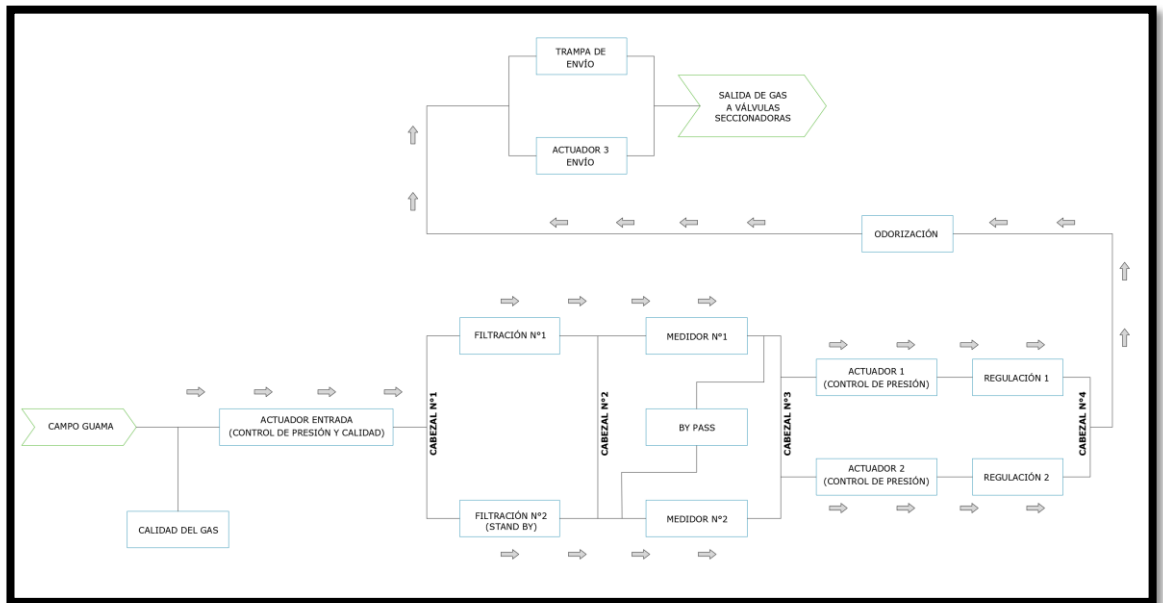 TRAMPA DE
ENVÍO
SALIDA DE GAS
A VÁLVULAS
SECCIONADORAS
ACTUADOR 3
ENVÍO
ODORIZACIÓN
FILTRACIÓN Nº1
MEDIDOR Nº1
ACTUADOR 1
(CONTROL DE PRESIÓN)
REGULACIÓN 1
CAMPO GUAMA
ACTUADOR ENTRADA
(CONTROL DE PRESIÓN Y CALIDAD)
CABEZAL Nº1
CABEZAL Nº2
BY PASS
CABEZAL Nº3
CABEZAL Nº4
ACTUADOR 2
(CONTROL DE PRESIÓN)
REGULACIÓN 2
CALIDAD DEL GAS
FILTRACIÓN Nº2
(STAND BY)
MEDIDOR Nº2